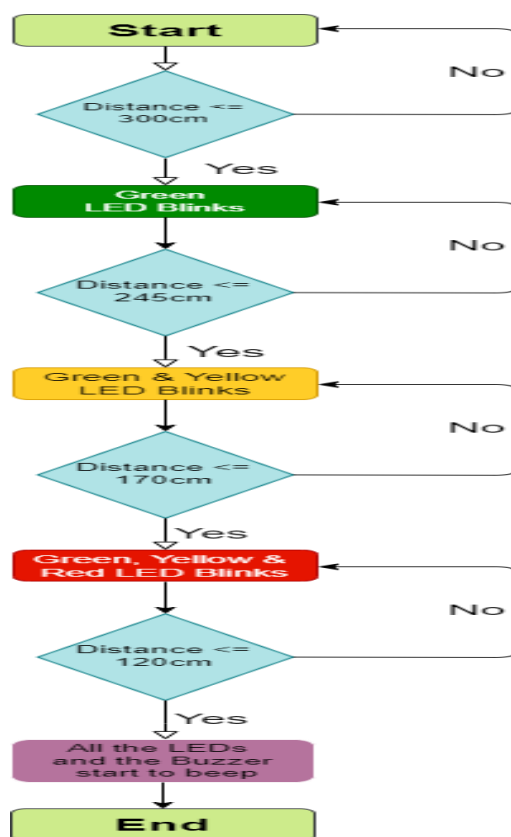 Start
No
Distance <=
300cm
Yes
Green
LED Blinks
No
Distance <=
245cm
Yes
Green & Yellow
LED Blinks
No
Distance <=
170cm
Yes
Green, Yellow &
Red LED Blinks
No
Distance <=
120cm
Yes
All the LEDs
and the Buzzer
start to beep
End